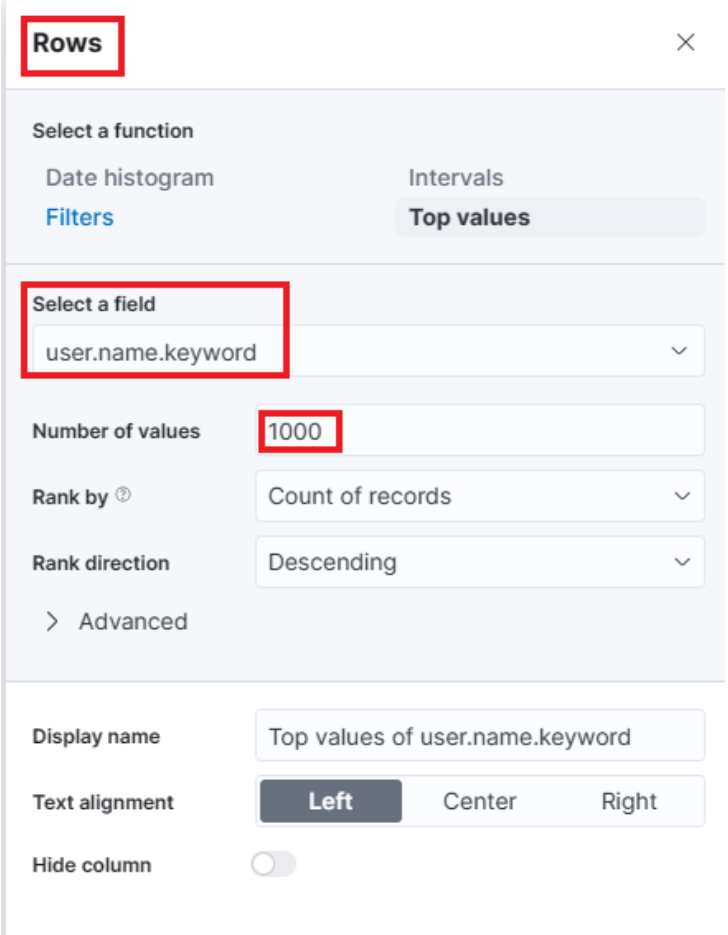 Rows
Select a function
Date histogram Intervals
Filters Top values
Select a field
user.name.keyword
Number of values 1000
Rank by Count of records
Rank direction Descending
Advanced
Display name Top values of user.name.keyword
Text alignment Left Center Right
Hide column